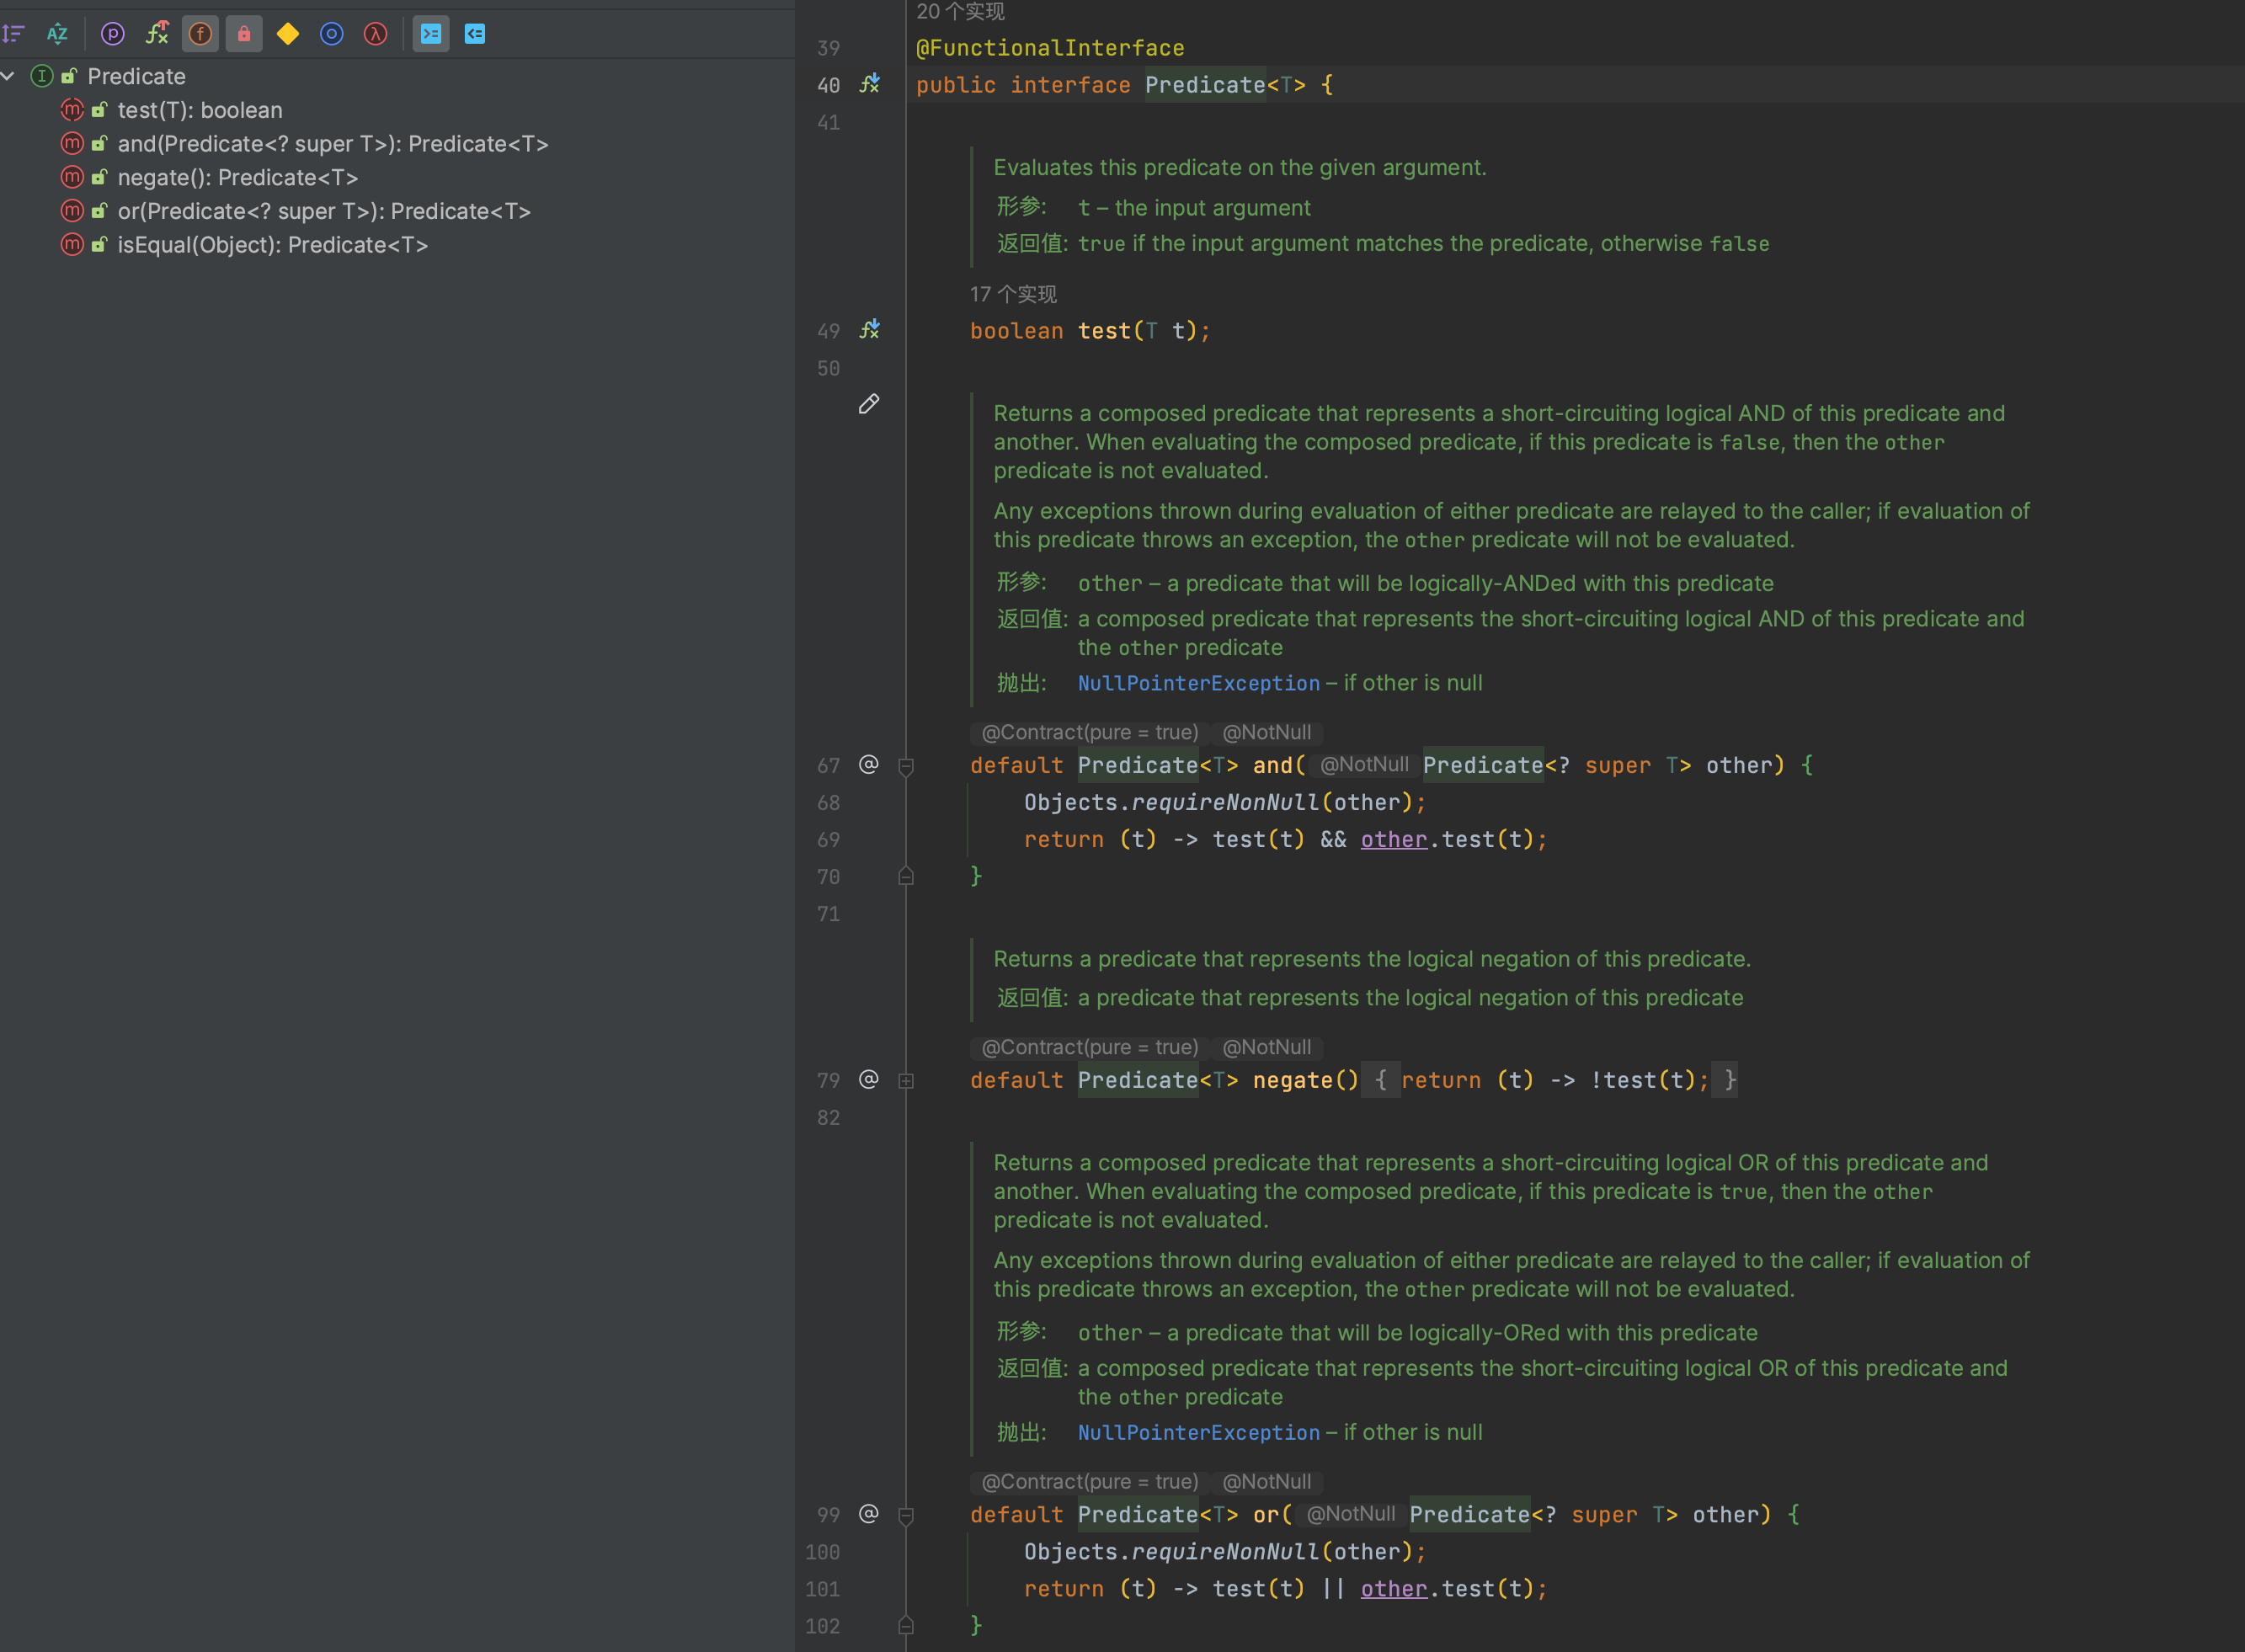 Predicate
test(T): boolean
and(Predicate<? super T>): Predicate<T>
negate(): Predicate<T>
or(Predicate<? super T>): Predicate<T>
isEqual(Object): Predicate<T>
20 个实现
39 @FunctionalInterface
40 public interface Predicate<T> {
41
Evaluates this predicate on the given argument.
形参: t – the input argument
返回值: true if the input argument matches the predicate, otherwise false
17 个实现
49 boolean test(T t);
50
Returns a composed predicate that represents a short-circuiting logical AND of this predicate and
another. When evaluating the composed predicate, if this predicate is false, then the other
predicate is not evaluated.
Any exceptions thrown during evaluation of either predicate are relayed to the caller; if evaluation of
this predicate throws an exception, the other predicate will not be evaluated.
形参: other – a predicate that will be logically-ANDed with this predicate
返回值: a composed predicate that represents the short-circuiting logical AND of this predicate and
the other predicate
抛出: NullPointerException – if other is null
@Contract(pure = true) @NotNull
67 @ default Predicate<T> and( @NotNull Predicate<? super T> other) {
68 Objects.requireNonNull(other);
69 return (t) -> test(t) && other.test(t);
70 }
71
Returns a predicate that represents the logical negation of this predicate.
返回值: a predicate that represents the logical negation of this predicate
@Contract(pure = true) @NotNull
79 @ default Predicate<T> negate() { return (t) -> !test(t); }
82
Returns a composed predicate that represents a short-circuiting logical OR of this predicate and
another. When evaluating the composed predicate, if this predicate is true, then the other
predicate is not evaluated.
Any exceptions thrown during evaluation of either predicate are relayed to the caller; if evaluation of
this predicate throws an exception, the other predicate will not be evaluated.
形参: other – a predicate that will be logically-ORed with this predicate
返回值: a composed predicate that represents the short-circuiting logical OR of this predicate and
the other predicate
抛出: NullPointerException – if other is null
@Contract(pure = true) @NotNull
99 @ default Predicate<T> or( @NotNull Predicate<? super T> other) {
100 Objects.requireNonNull(other);
101 return (t) -> test(t) || other.test(t);
102 }